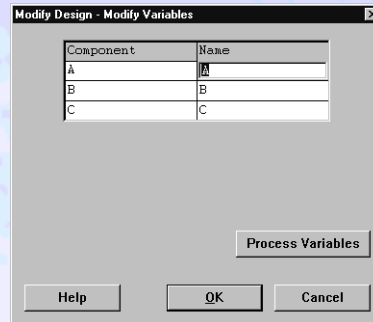 Modify Design - Modify Variables
Component Name
A A
B B
C C
Process Variables
Help OK Cancel